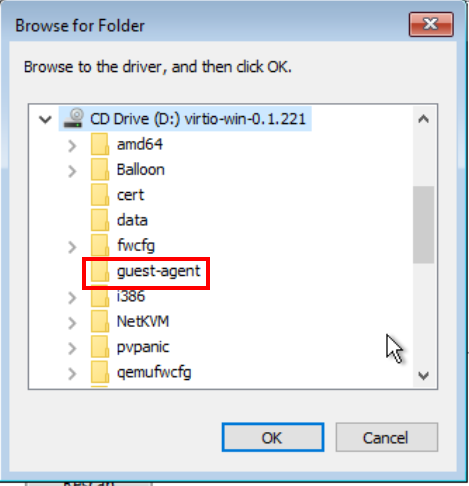 Browse for Folder
Browse to the driver, and then click OK.
CD Drive (D:) virtio-win-0.1.221
amd64
Balloon
cert
data
fwcfg
guest-agent
i386
NetKVM
pvpanic
qemufwcfg
OK
Cancel